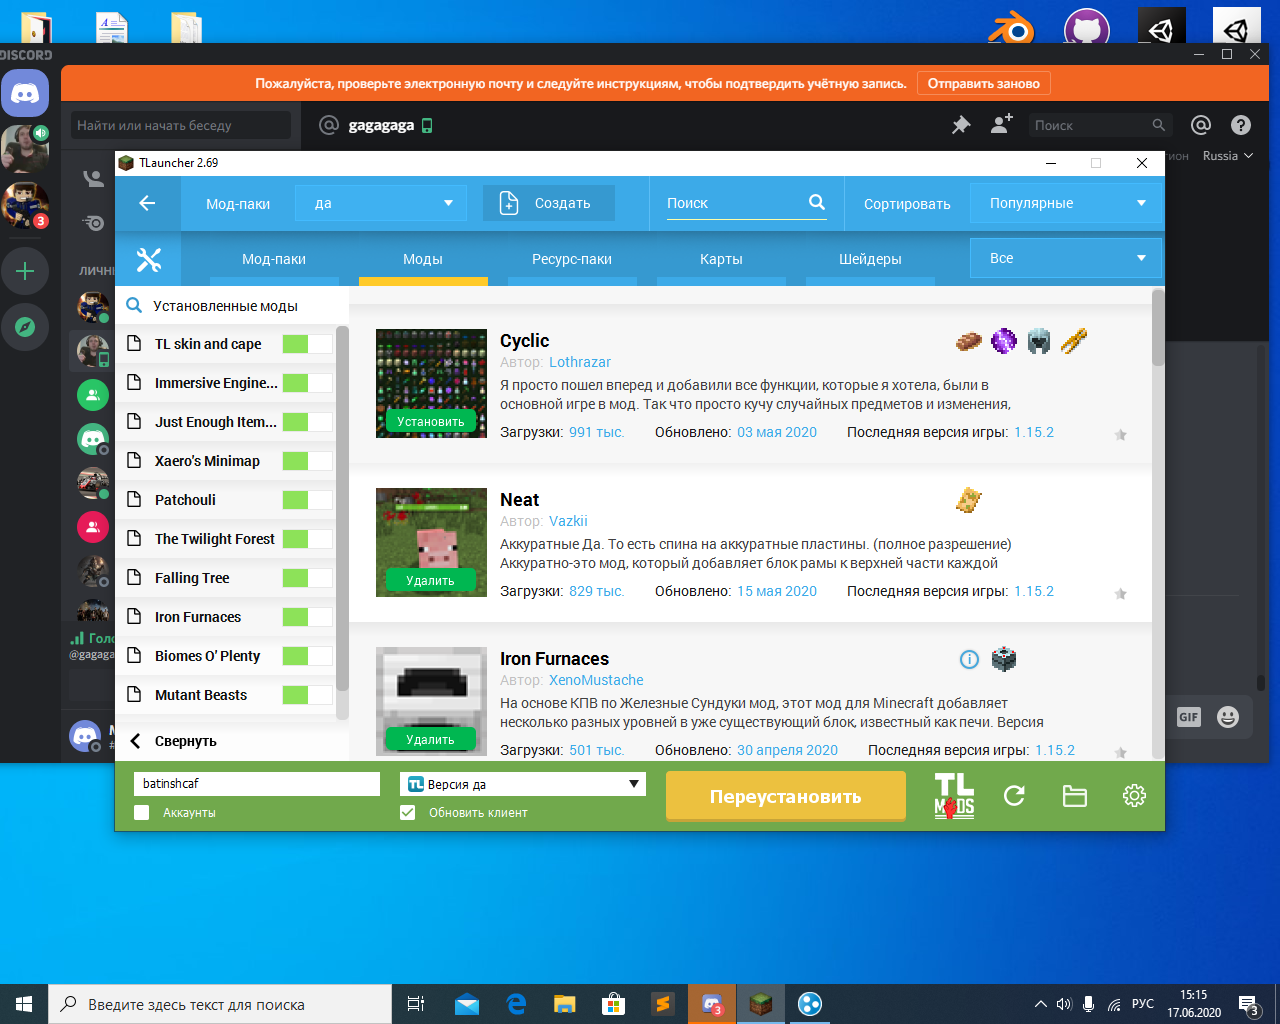 DISCORD
Пожалуйста, проверьте электронную почту и следуйте инструкциям, чтобы подтвердить учётную запись.
Отправить заново
Найти или начать беседу
gagagaga
Поиск
Russia
3
TLauncher 2.69
Мод-паки
да
Создать
Поиск
Сортировать
Популярные
Мод-паки
Моды
Ресурс-паки
Карты
Шейдеры
Все
Установленные моды
TL skin and cape
Immersive Engine...
Just Enough Item...
Xaero's Minimap
Patchouli
The Twilight Forest
Falling Tree
Iron Furnaces
Biomes O' Plenty
Mutant Beasts
Свернуть
Cyclic
Автор: Lothrazar
Я просто пошел вперед и добавили все функции, которые я хотела, были в
основной игре в мод. Так что просто кучу случайных предметов и изменения,
Установить
Загрузки: 991 тыс. Обновлено: 03 мая 2020 Последняя версия игры: 1.15.2
Neat
Автор: Vazkii
Аккуратные Да. То есть спина на аккуратные пластины. (полное разрешение)
Аккуратно-это мод, который добавляет блок рамы к верхней части каждой
Удалить
Загрузки: 829 тыс. Обновлено: 15 мая 2020 Последняя версия игры: 1.15.2
Iron Furnaces
Автор: XenoMustache
На основе КПВ по Железные Сундуки мод, этот мод для Minecraft добавляет
несколько разных уровней в уже существующий блок, известный как печи. Версия
Удалить
Загрузки: 501 тыс. Обновлено: 30 апреля 2020 Последняя версия игры: 1.15.2
@gagaga
GIF
batinshcaf
TL Версия да
Переустановить
TL
MODS
Аккаунты
Обновить клиент
Введите здесь текст для поиска
3
РУС
15:15
17.06.2020
3